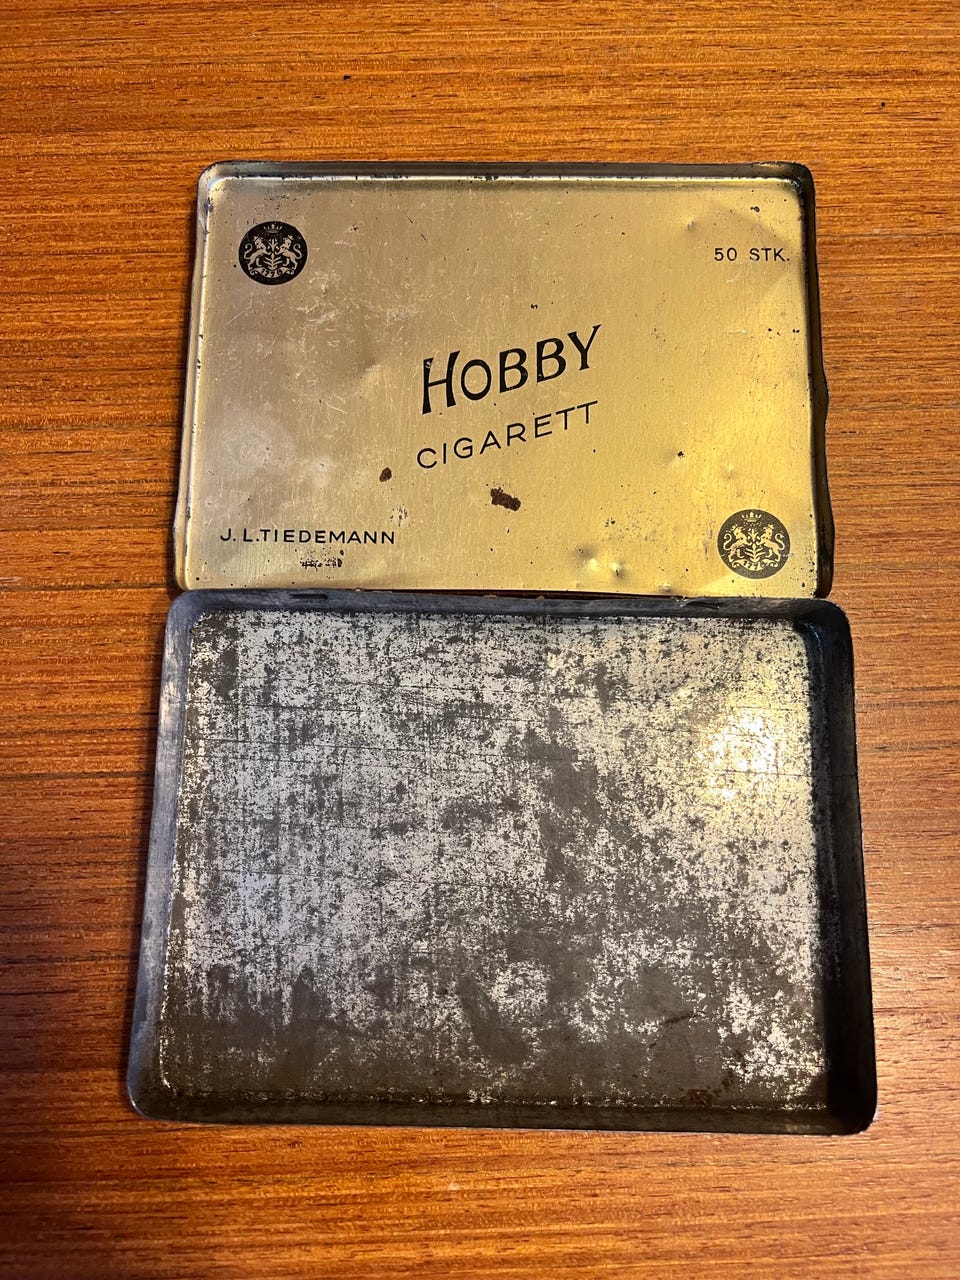 50 STK.
HOBBY
CIGARETT
J. L. TIEDEMANN